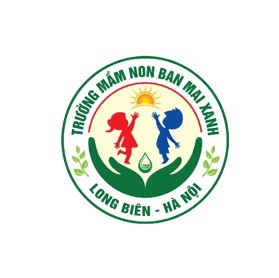 TRƯỜNG MẦM NON BAN MAI XANH
LONG BIÊN - HÀ NỘI